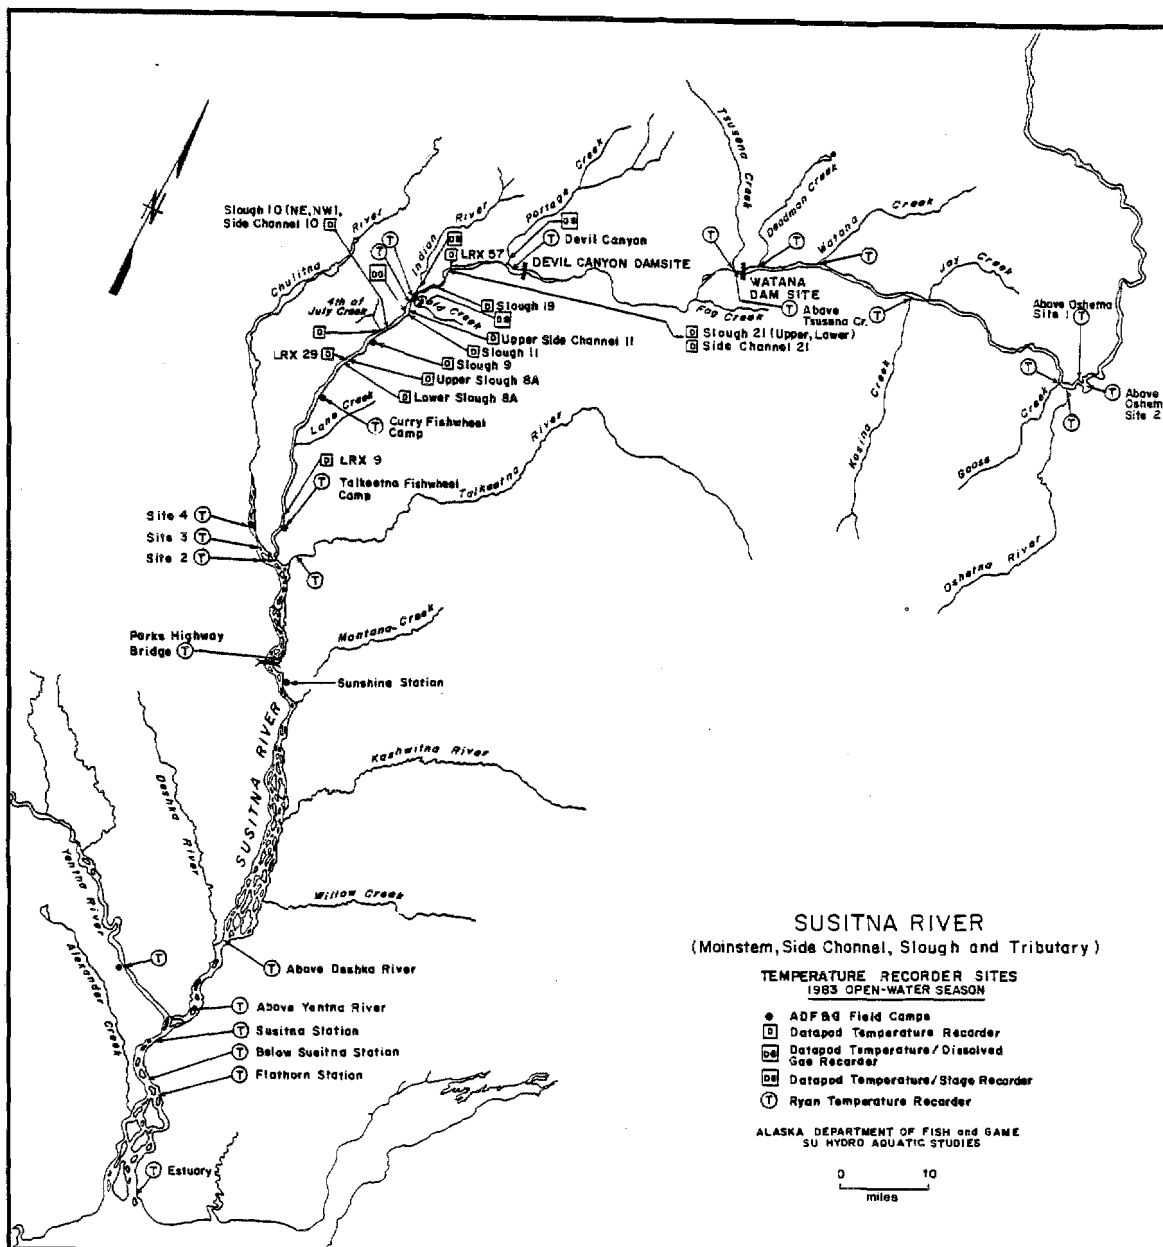 Tsusena Creek
Deadman Creek
Watana Creek
Portage Creek
Indian River
Chulitna River
Slough 10 (NE, NW),
Side Channel 10 D
T
T
DS
LRX 57
T Devil Canyon
DEVIL CANYON DAMSITE
T
T
T
WATANA
DAM SITE
Jay Creek
4th of
July Creek
Gold Creek
D Slough 19
Fog Creek
T Above
Tsusena Cr.
T
Above Oshetna
Site 1
T
D
Upper Side Channel 11
D Slough 21 (Upper, Lower)
D Side Channel 21
LRX 29 D
D Slough 11
D Slough 9
D Upper Slough 8A
D Lower Slough 8A
T
T Above
Site 2
T
Kosina Creek
Goose Creek
Lane Creek
T Curry Fishwheel
Camp
Talkeetna River
D LRX 9
T Talkeetna Fishwheel
Camp
Site 4 T
Site 3 T
Site 2 T
T
Oshetna River
Montana Creek
Parks Highway
Bridge T
Sunshine Station
SUSITNA RIVER
Kashwitna River
Deshka River
Yentna River
Willow Creek
Alexander Creek
T
T Above Deshka River
T Above Yentna River
T Susitna Station
T Below Susitna Station
T Flathorn Station
T Estuary
SUSITNA RIVER
(Mainstem, Side Channel, Slough and Tributary)
TEMPERATURE RECORDER SITES
1983 OPEN-WATER SEASON
ADF&G Field Camps
D Datapod Temperature Recorder
Datapod Temperature/Dissolved
Gas Recorder
Datapod Temperature/Stage Recorder
T Ryan Temperature Recorder
ALASKA DEPARTMENT OF FISH and GAME
SU HYDRO AQUATIC STUDIES
0 10
miles